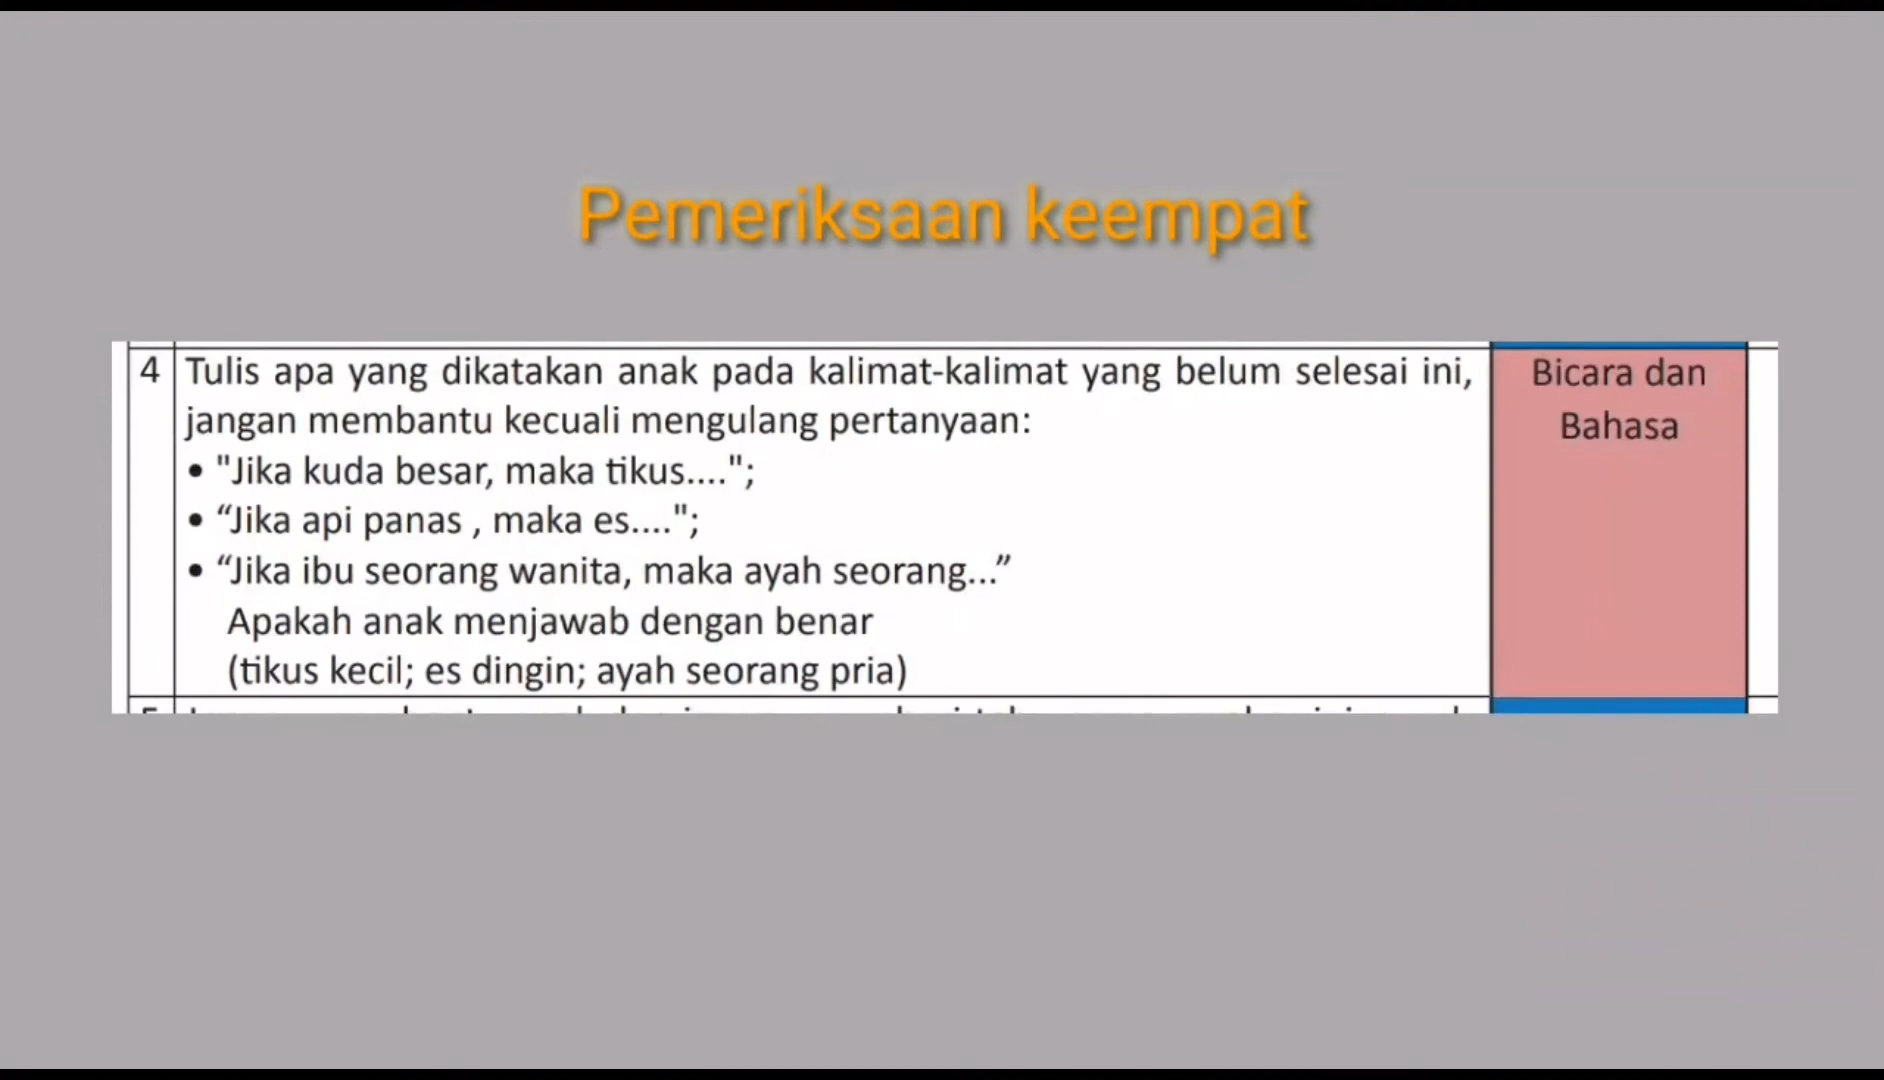 Pemeriksaan keempat
4 Tulis apa yang dikatakan anak pada kalimat-kalimat yang belum selesai ini, Bicara dan
jangan membantu kecuali mengulang pertanyaan: Bahasa
• "Jika kuda besar, maka tikus....";
• “Jika api panas , maka es....";
• “Jika ibu seorang wanita, maka ayah seorang...”
Apakah anak menjawab dengan benar
(tikus kecil; es dingin; ayah seorang pria)